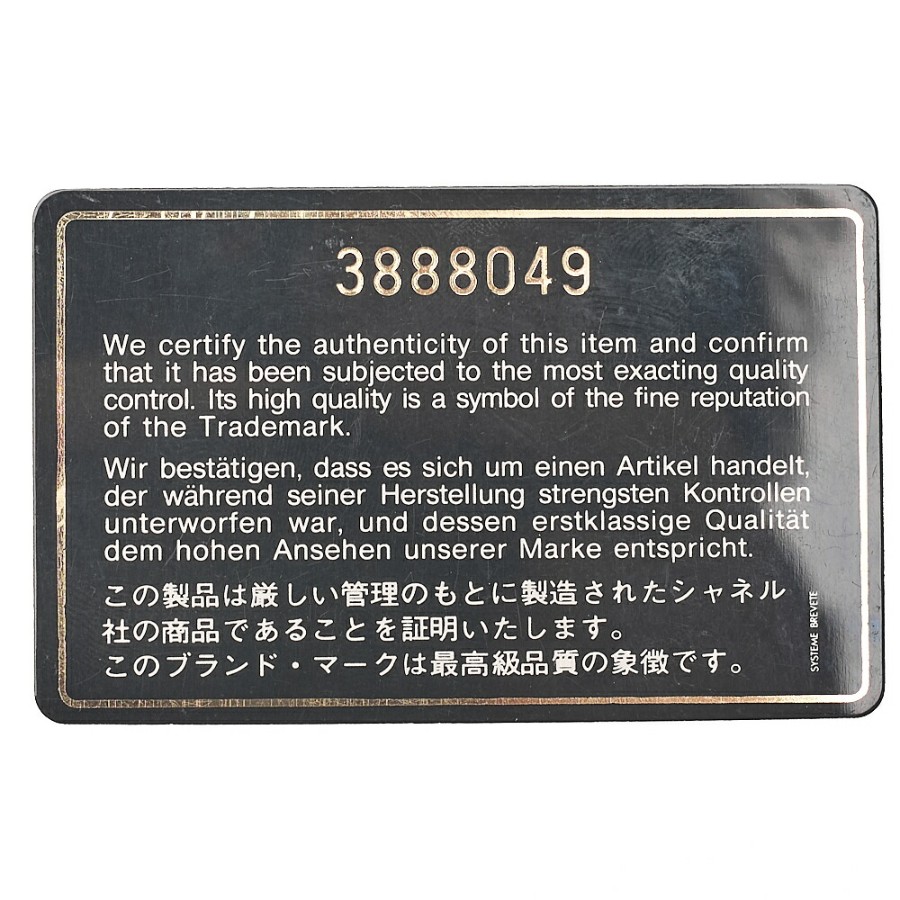 3888049
We certify the authenticity of this item and confirm
that it has been subjected to the most exacting quality
control. Its high quality is a symbol of the fine reputation
of the Trademark.
Wir bestätigen, dass es sich um einen Artikel handelt,
der während seiner Herstellung strengsten Kontrollen
unterworfen war, und dessen erstklassige Qualität
dem hohen Ansehen unserer Marke entspricht.
この製品は厳しい管理のもとに製造されたシャネル
社の商品であることを証明いたします。
このブランド・マークは最高級品質の象徴です。
SYSTEME BREVETE